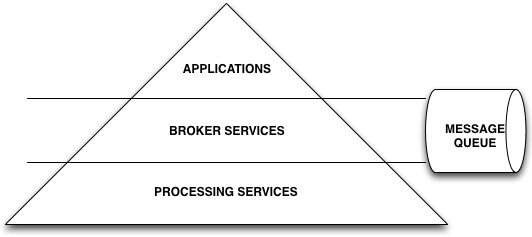 APPLICATIONS
BROKER SERVICES
MESSAGE
QUEUE
PROCESSING SERVICES